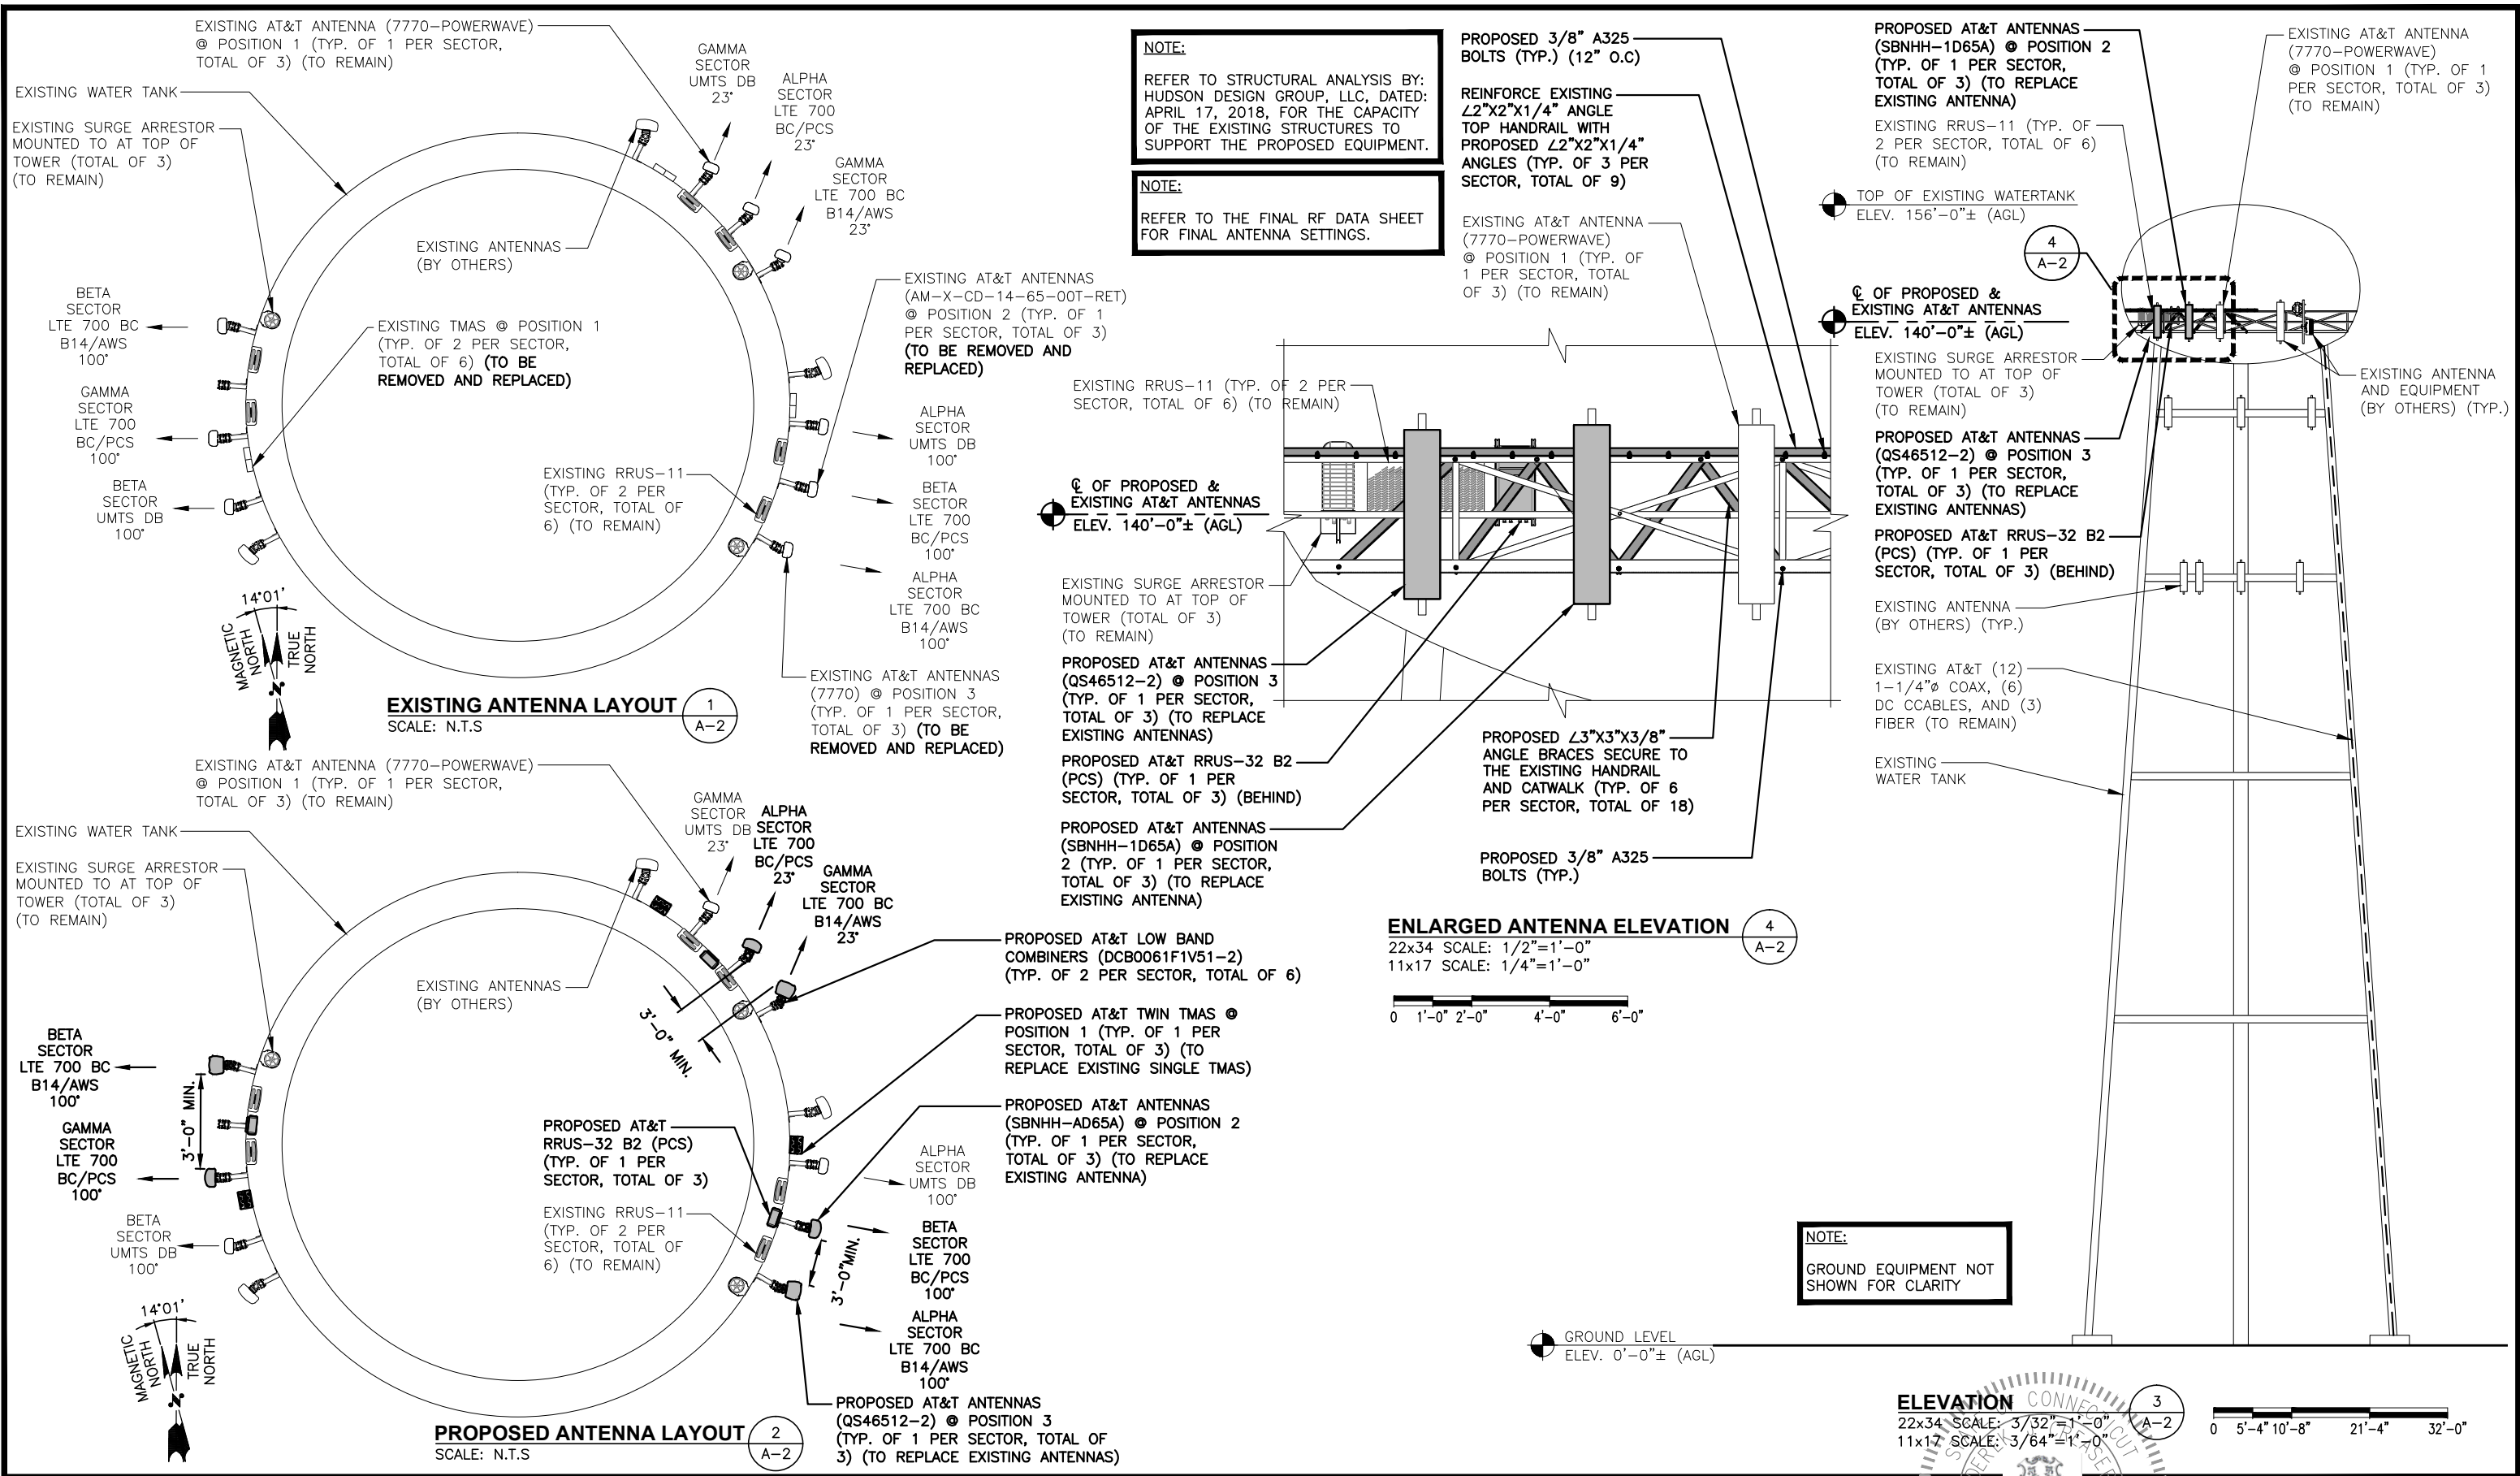 EXISTING AT&T ANTENNA (7770-POWERWAVE)
@ POSITION 1 (TYP. OF 1 PER SECTOR,
TOTAL OF 3) (TO REMAIN)
EXISTING WATER TANK
EXISTING SURGE ARRESTOR
MOUNTED TO AT TOP OF
TOWER (TOTAL OF 3)
(TO REMAIN)
GAMMA
SECTOR
UMTS DB
23°
ALPHA
SECTOR
LTE 700
BC/PCS
23°
GAMMA
SECTOR
LTE 700 BC
B14/AWS
23°
EXISTING ANTENNAS
(BY OTHERS)
BETA
SECTOR
LTE 700 BC
B14/AWS
100°
GAMMA
SECTOR
LTE 700
BC/PCS
100°
BETA
SECTOR
UMTS DB
100°
EXISTING TMAS @ POSITION 1
(TYP. OF 2 PER SECTOR,
TOTAL OF 6) (TO BE
REMOVED AND REPLACED)
EXISTING AT&T ANTENNAS
(AM-X-CD-14-65-00T-RET)
@ POSITION 2 (TYP. OF 1
PER SECTOR, TOTAL OF 3)
(TO BE REMOVED AND
REPLACED)
EXISTING RRUS-11
(TYP. OF 2 PER
SECTOR, TOTAL OF
6) (TO REMAIN)
ALPHA
SECTOR
UMTS DB
100°
BETA
SECTOR
LTE 700
BC/PCS
100°
ALPHA
SECTOR
LTE 700 BC
B14/AWS
100°
EXISTING AT&T ANTENNAS
(7770) @ POSITION 3
(TYP. OF 1 PER SECTOR,
TOTAL OF 3) (TO BE
REMOVED AND REPLACED)
14°01'
MAGNETIC
NORTH
TRUE
NORTH
N
EXISTING ANTENNA LAYOUT
SCALE: N.T.S
1
A-2
EXISTING AT&T ANTENNA (7770-POWERWAVE)
@ POSITION 1 (TYP. OF 1 PER SECTOR,
TOTAL OF 3) (TO REMAIN)
EXISTING WATER TANK
EXISTING SURGE ARRESTOR
MOUNTED TO AT TOP OF
TOWER (TOTAL OF 3)
(TO REMAIN)
GAMMA
SECTOR
UMTS DB
23°
ALPHA
SECTOR
LTE 700
BC/PCS
23°
GAMMA
SECTOR
LTE 700 BC
B14/AWS
23°
EXISTING ANTENNAS
(BY OTHERS)
3'-0" MIN.
PROPOSED AT&T LOW BAND
COMBINERS (DCB0061F1V51-2)
(TYP. OF 2 PER SECTOR, TOTAL OF 6)
PROPOSED AT&T TWIN TMAS @
POSITION 1 (TYP. OF 1 PER
SECTOR, TOTAL OF 3) (TO
REPLACE EXISTING SINGLE TMAS)
PROPOSED AT&T ANTENNAS
(SBNHH-AD65A) @ POSITION 2
(TYP. OF 1 PER SECTOR,
TOTAL OF 3) (TO REPLACE
EXISTING ANTENNA)
BETA
SECTOR
LTE 700 BC
B14/AWS
100°
GAMMA
SECTOR
LTE 700
BC/PCS
100°
3'-0" MIN.
BETA
SECTOR
UMTS DB
100°
PROPOSED AT&T
RRUS-32 B2 (PCS)
(TYP. OF 1 PER
SECTOR, TOTAL OF 3)
EXISTING RRUS-11
(TYP. OF 2 PER
SECTOR, TOTAL OF
6) (TO REMAIN)
ALPHA
SECTOR
UMTS DB
100°
BETA
SECTOR
LTE 700
BC/PCS
100°
ALPHA
SECTOR
LTE 700 BC
B14/AWS
100°
3'-0"MIN.
PROPOSED AT&T ANTENNAS
(QS46512-2) @ POSITION 3
(TYP. OF 1 PER SECTOR, TOTAL OF
3) (TO REPLACE EXISTING ANTENNAS)
14°01'
MAGNETIC
NORTH
TRUE
NORTH
N
PROPOSED ANTENNA LAYOUT
SCALE: N.T.S
2
A-2
NOTE:
REFER TO STRUCTURAL ANALYSIS BY:
HUDSON DESIGN GROUP, LLC, DATED:
APRIL 17, 2018, FOR THE CAPACITY
OF THE EXISTING STRUCTURES TO
SUPPORT THE PROPOSED EQUIPMENT.
NOTE:
REFER TO THE FINAL RF DATA SHEET
FOR FINAL ANTENNA SETTINGS.
PROPOSED 3/8" A325
BOLTS (TYP.) (12" O.C)
REINFORCE EXISTING
∠2"X2"X1/4" ANGLE
TOP HANDRAIL WITH
PROPOSED ∠2"X2"X1/4"
ANGLES (TYP. OF 3 PER
SECTOR, TOTAL OF 9)
EXISTING AT&T ANTENNA
(7770-POWERWAVE)
@ POSITION 1 (TYP. OF
1 PER SECTOR, TOTAL
OF 3) (TO REMAIN)
EXISTING RRUS-11 (TYP. OF 2 PER
SECTOR, TOTAL OF 6) (TO REMAIN)
℄ OF PROPOSED &
EXISTING AT&T ANTENNAS
ELEV. 140'-0"± (AGL)
EXISTING SURGE ARRESTOR
MOUNTED TO AT TOP OF
TOWER (TOTAL OF 3)
(TO REMAIN)
PROPOSED AT&T ANTENNAS
(QS46512-2) @ POSITION 3
(TYP. OF 1 PER SECTOR,
TOTAL OF 3) (TO REPLACE
EXISTING ANTENNAS)
PROPOSED AT&T RRUS-32 B2
(PCS) (TYP. OF 1 PER
SECTOR, TOTAL OF 3) (BEHIND)
PROPOSED AT&T ANTENNAS
(SBNHH-1D65A) @ POSITION
2 (TYP. OF 1 PER SECTOR,
TOTAL OF 3) (TO REPLACE
EXISTING ANTENNA)
PROPOSED ∠3"X3"X3/8"
ANGLE BRACES SECURE TO
THE EXISTING HANDRAIL
AND CATWALK (TYP. OF 6
PER SECTOR, TOTAL OF 18)
PROPOSED 3/8" A325
BOLTS (TYP.)
ENLARGED ANTENNA ELEVATION
22x34 SCALE: 1/2"=1'-0"
11x17 SCALE: 1/4"=1'-0"
4
A-2
0 1'-0" 2'-0" 4'-0" 6'-0"
PROPOSED AT&T ANTENNAS
(SBNHH-1D65A) @ POSITION 2
(TYP. OF 1 PER SECTOR,
TOTAL OF 3) (TO REPLACE
EXISTING ANTENNA)
EXISTING RRUS-11 (TYP. OF
2 PER SECTOR, TOTAL OF 6)
(TO REMAIN)
EXISTING AT&T ANTENNA
(7770-POWERWAVE)
@ POSITION 1 (TYP. OF 1
PER SECTOR, TOTAL OF 3)
(TO REMAIN)
TOP OF EXISTING WATERTANK
ELEV. 156'-0"± (AGL)
4
A-2
℄ OF PROPOSED &
EXISTING AT&T ANTENNAS
ELEV. 140'-0"± (AGL)
EXISTING SURGE ARRESTOR
MOUNTED TO AT TOP OF
TOWER (TOTAL OF 3)
(TO REMAIN)
EXISTING ANTENNA
AND EQUIPMENT
(BY OTHERS) (TYP.)
PROPOSED AT&T ANTENNAS
(QS46512-2) @ POSITION 3
(TYP. OF 1 PER SECTOR,
TOTAL OF 3) (TO REPLACE
EXISTING ANTENNAS)
PROPOSED AT&T RRUS-32 B2
(PCS) (TYP. OF 1 PER
SECTOR, TOTAL OF 3) (BEHIND)
EXISTING ANTENNA
(BY OTHERS) (TYP.)
EXISTING AT&T (12)
1-1/4"ø COAX, (6)
DC CCABLES, AND (3)
FIBER (TO REMAIN)
EXISTING
WATER TANK
NOTE:
GROUND EQUIPMENT NOT
SHOWN FOR CLARITY
GROUND LEVEL
ELEV. 0'-0"± (AGL)
ELEVATION
22x34 SCALE: 3/32"=1'-0"
11x17 SCALE: 3/64"=1'-0"
3
A-2
0 5'-4" 10'-8" 21'-4" 32'-0"
CONNECTICUT